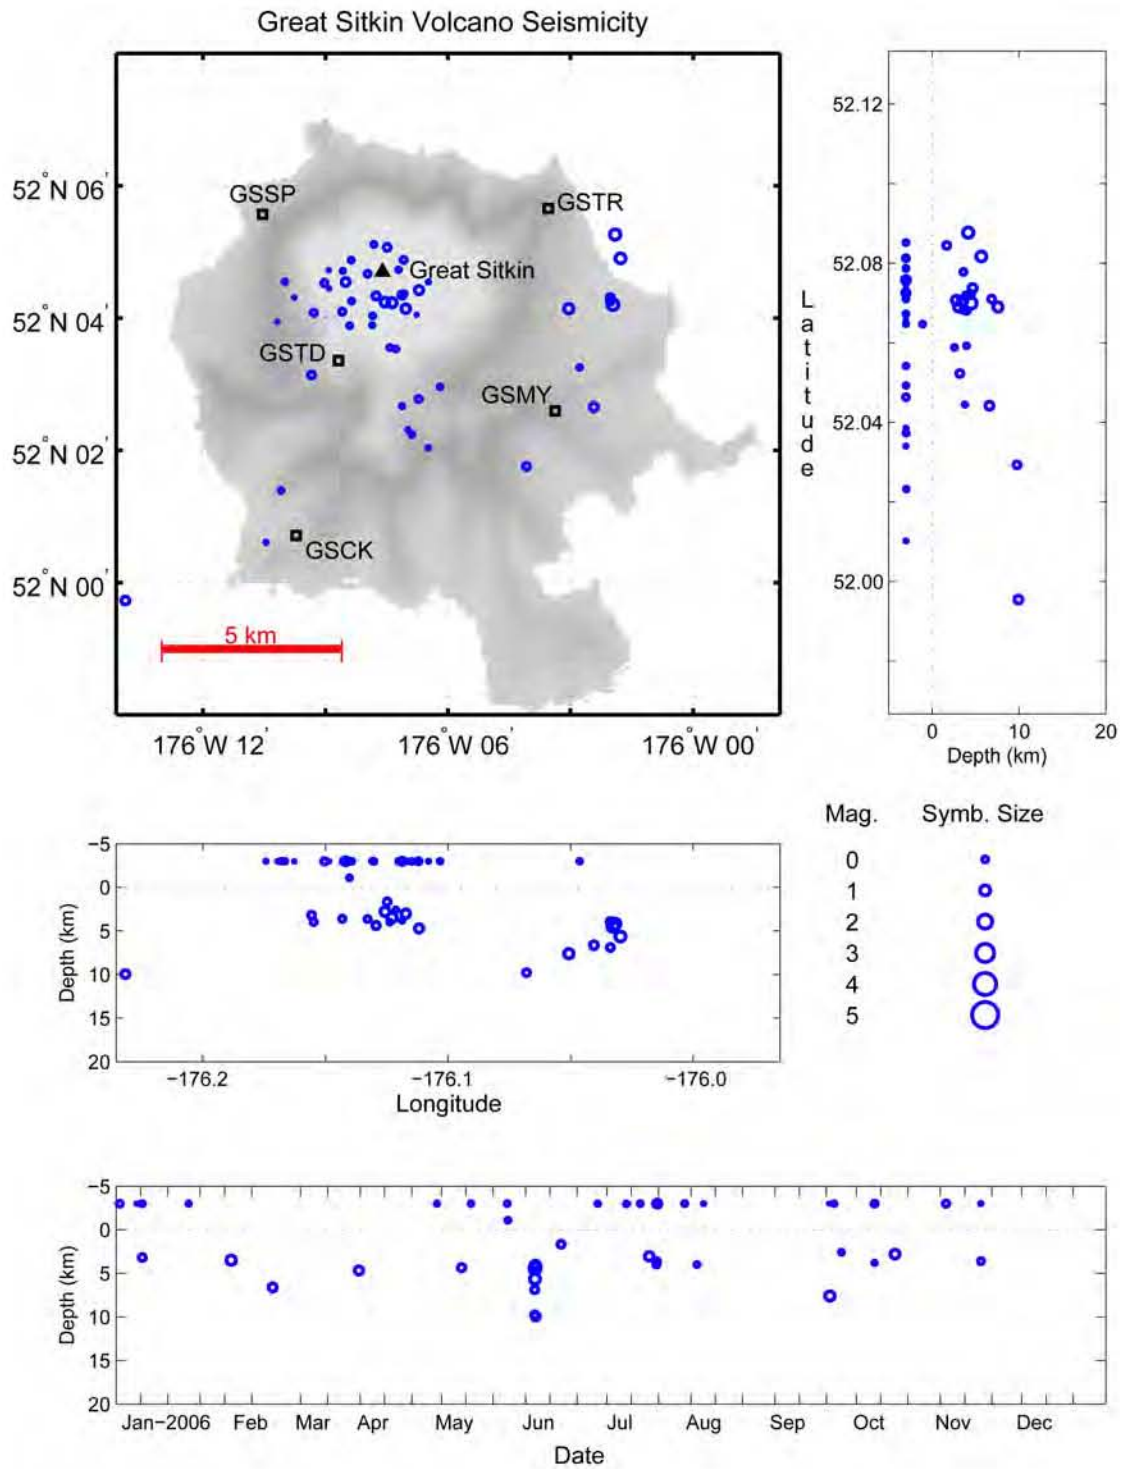 Great Sitkin Volcano Seismicity
52°N 06'
52°N 04'
52°N 02'
52°N 00'
GSSP
GSTR
Great Sitkin
GSTD
GSMY
GSCK
5 km
176°W 12'
176°W 06'
176°W 00'
52.12
52.08
52.04
52.00
Latitude
0
10
20
Depth (km)
Mag.
Symb. Size
0
1
2
3
4
5
−5
0
5
10
15
20
Depth (km)
−176.2
−176.1
−176.0
Longitude
−5
0
5
10
15
20
Depth (km)
Jan−2006
Feb
Mar
Apr
May
Jun
Jul
Aug
Sep
Oct
Nov
Dec
Date